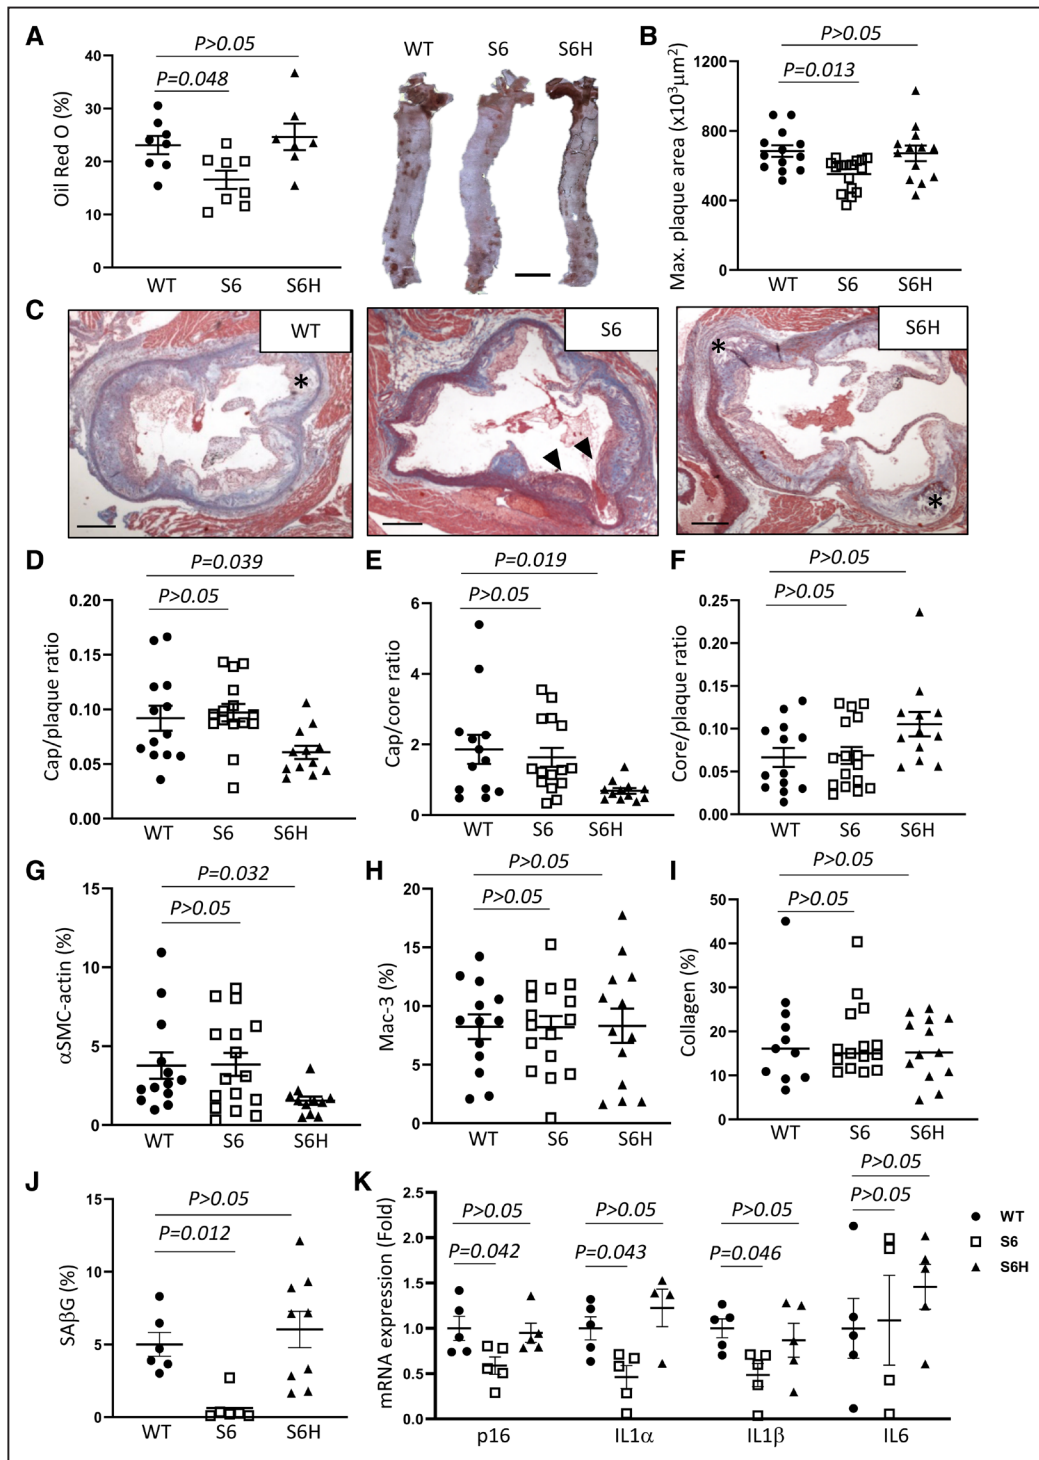 A
P>0.05
P=0.048
Oil Red O (%)
40
30
20
10
0
WT
S6
S6H
WT
S6
S6H
B
P>0.05
P=0.013
Max. plaque area (x10³µm²)
1200
800
400
0
WT
S6
S6H
C
WT
*
S6
S6H
*
*
D
P=0.039
P>0.05
Cap/plaque ratio
0.20
0.15
0.10
0.05
0.00
WT
S6
S6H
E
P=0.019
P>0.05
Cap/core ratio
6
4
2
0
WT
S6
S6H
F
P>0.05
P>0.05
Core/plaque ratio
0.25
0.20
0.15
0.10
0.05
0.00
WT
S6
S6H
G
P=0.032
P>0.05
αSMC-actin (%)
15
10
5
0
WT
S6
S6H
H
P>0.05
P>0.05
Mac-3 (%)
20
15
10
5
0
WT
S6
S6H
I
P>0.05
P>0.05
Collagen (%)
50
40
30
20
10
0
WT
S6
S6H
J
P>0.05
P=0.012
SAβG (%)
15
10
5
0
WT
S6
S6H
K
mRNA expression (Fold)
2.5
2.0
1.5
1.0
0.5
0.0
P>0.05
P=0.042
P>0.05
P=0.043
P>0.05
P=0.046
P>0.05
P>0.05
p16
IL1α
IL1β
IL6
WT
S6
S6H